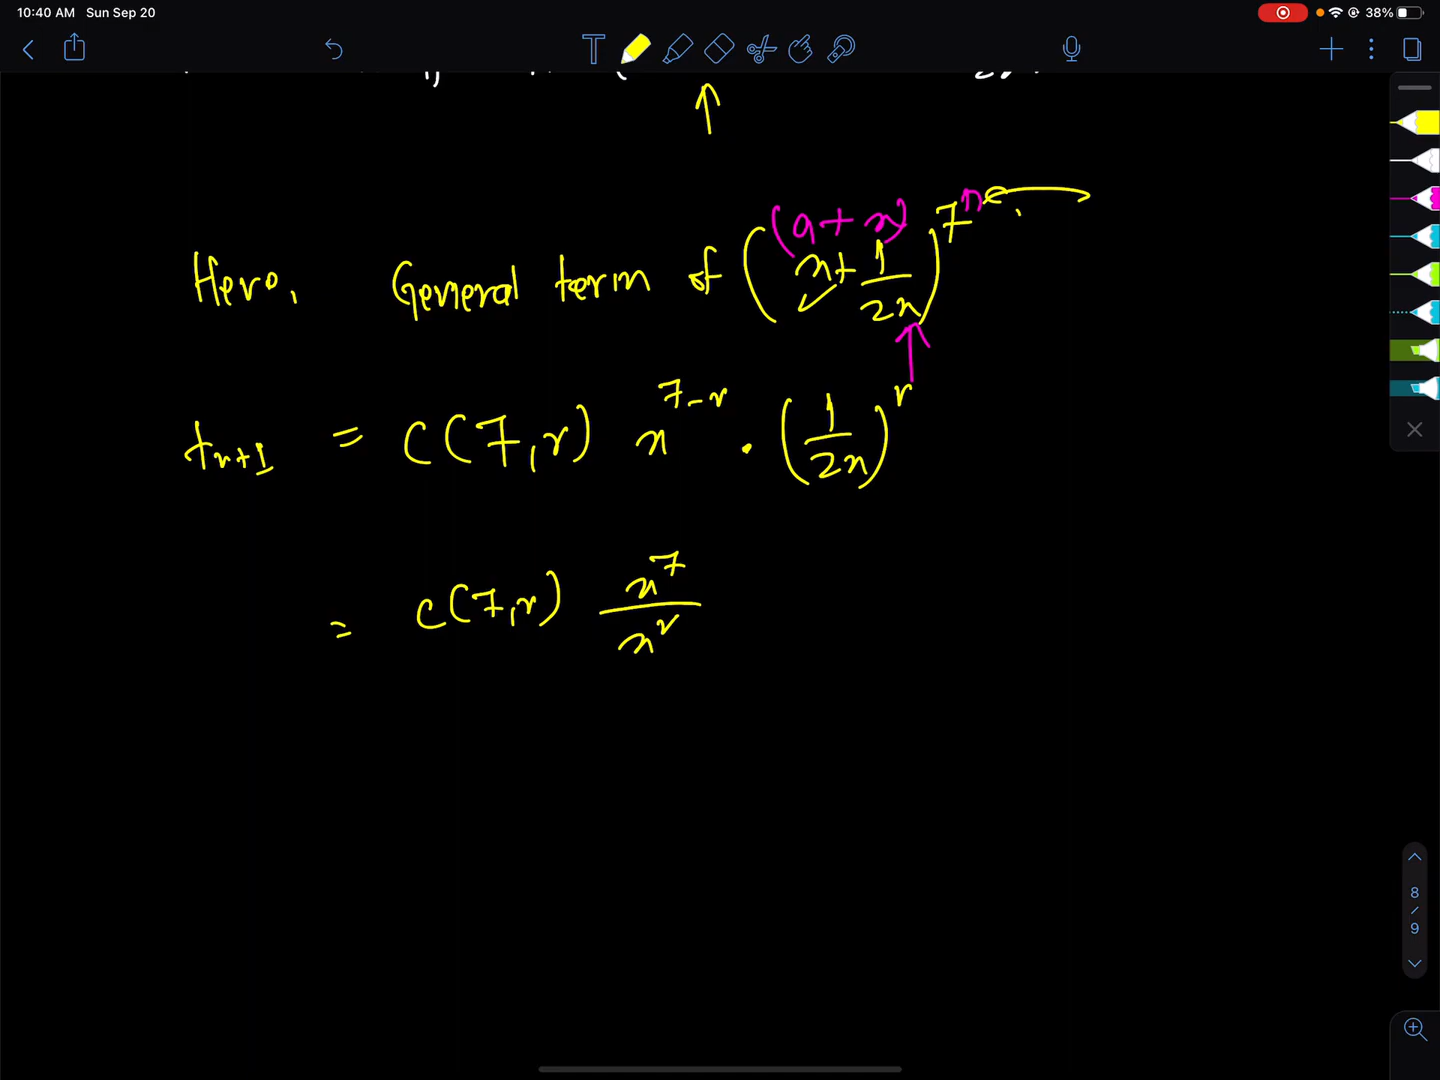 10:40 AM Sun Sep 20 38%
(a + x) n
Here, General term of (x + 1/2x)^7
t_{r+1} = C(7,r) x^{7-r} · (1/2x)^r
= C(7,r) x^7/x^r
8
/
9